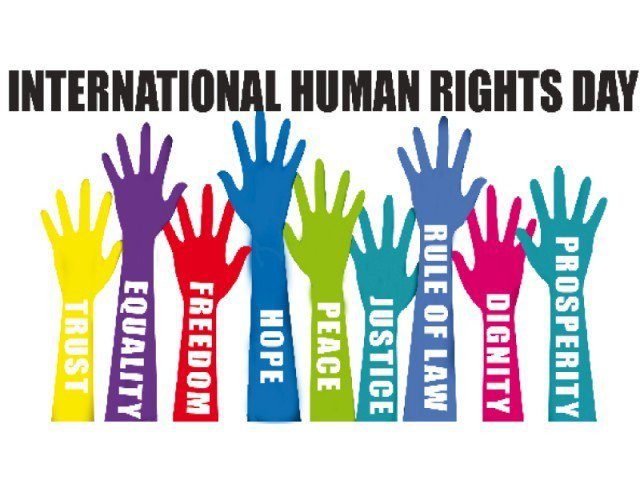 INTERNATIONAL HUMAN RIGHTS DAY
TRUST
EQUALITY
FREEDOM
HOPE
PEACE
JUSTICE
RULE OF LAW
DIGNITY
PROSPERITY